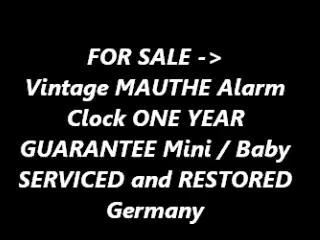 FOR SALE ->
Vintage MAUTHE Alarm
Clock ONE YEAR
GUARANTEE Mini / Baby
SERVICED and RESTORED
Germany